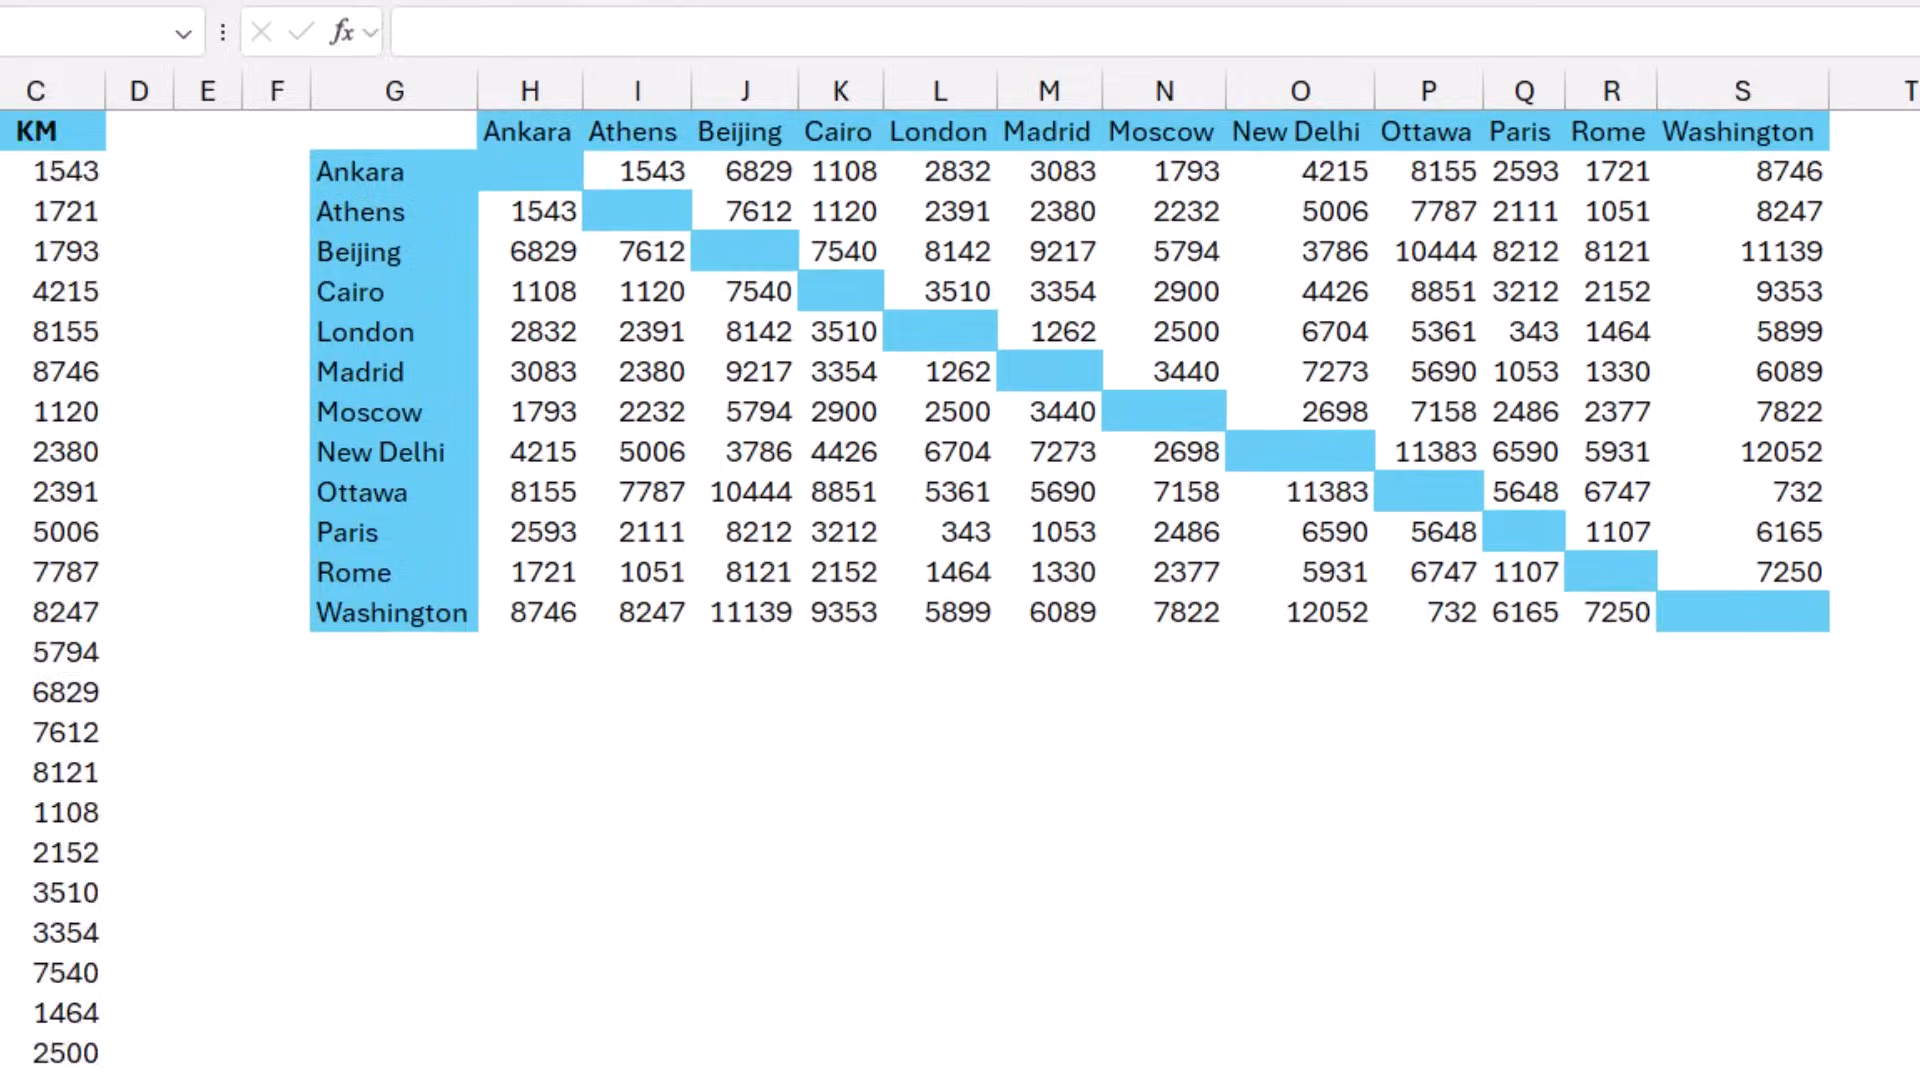 fx
C D E F G H I J K L M N O P Q R S T
KM Ankara Athens Beijing Cairo London Madrid Moscow New Delhi Ottawa Paris Rome Washington
1543 Ankara 1543 6829 1108 2832 3083 1793 4215 8155 2593 1721 8746
1721 Athens 1543 7612 1120 2391 2380 2232 5006 7787 2111 1051 8247
1793 Beijing 6829 7612 7540 8142 9217 5794 3786 10444 8212 8121 11139
4215 Cairo 1108 1120 7540 3510 3354 2900 4426 8851 3212 2152 9353
8155 London 2832 2391 8142 3510 1262 2500 6704 5361 343 1464 5899
8746 Madrid 3083 2380 9217 3354 1262 3440 7273 5690 1053 1330 6089
1120 Moscow 1793 2232 5794 2900 2500 3440 2698 7158 2486 2377 7822
2380 New Delhi 4215 5006 3786 4426 6704 7273 2698 11383 6590 5931 12052
2391 Ottawa 8155 7787 10444 8851 5361 5690 7158 11383 5648 6747 732
5006 Paris 2593 2111 8212 3212 343 1053 2486 6590 5648 1107 6165
7787 Rome 1721 1051 8121 2152 1464 1330 2377 5931 6747 1107 7250
8247 Washington 8746 8247 11139 9353 5899 6089 7822 12052 732 6165 7250
5794
6829
7612
8121
1108
2152
3510
3354
7540
1464
2500